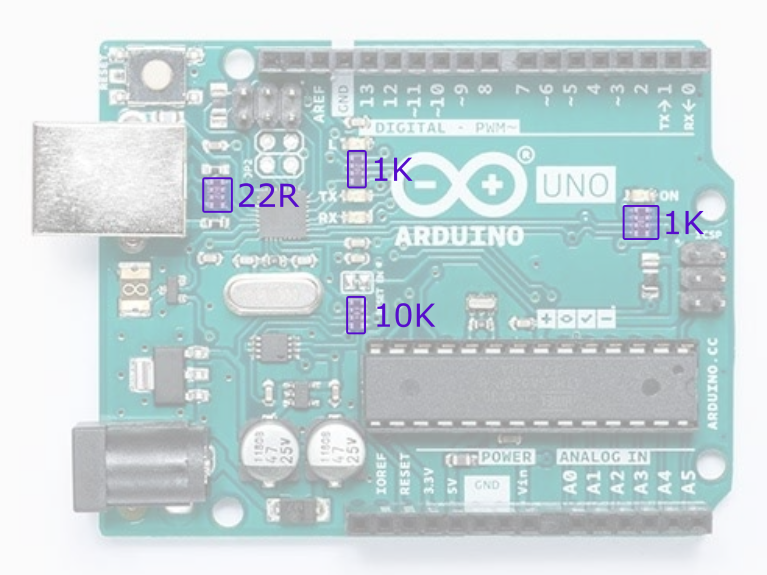 RESET
AREF
GND
13
12
~11
~10
~9
8
7
~6
~5
4
~3
2
TX→1
RX←0
DIGITAL - PWM~
1K
®
22R
TX
RX
UNO
ON
1K
ARDUINO
ICSP
10K
ARDUINO.CC
47
25V
47
25V
POWER
ANALOG IN
IOREF
RESET
3.3V
5V
GND
Vin
A0
A1
A2
A3
A4
A5